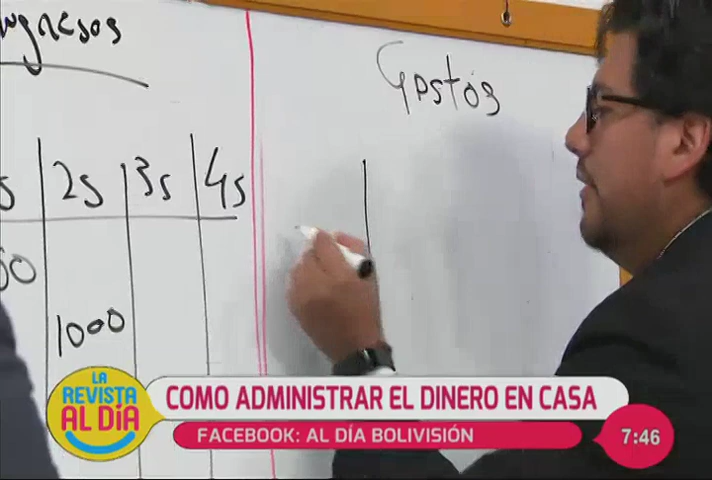 ngresos
Gastos
s 2s 3s 4s
00
1000
LA
REVISTA
AL DÍA
COMO ADMINISTRAR EL DINERO EN CASA
FACEBOOK: AL DÍA BOLIVISIÓN
7:46